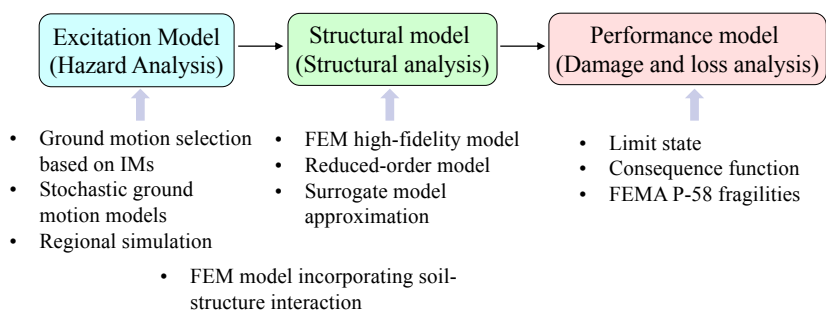 Excitation Model
(Hazard Analysis)
Structural model
(Structural analysis)
Performance model
(Damage and loss analysis)
• Ground motion selection
based on IMs
• Stochastic ground
motion models
• Regional simulation
• FEM high-fidelity model
• Reduced-order model
• Surrogate model
approximation
• Limit state
• Consequence function
• FEMA P-58 fragilities
• FEM model incorporating soil-
structure interaction